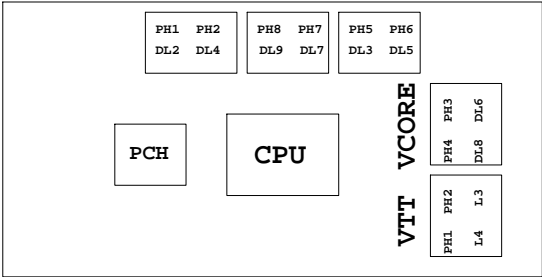 PH1 PH2 PH8 PH7 PH5 PH6
DL2 DL4 DL9 DL7 DL3 DL5
PCH
CPU
VCORE
PH4 PH3
DL8 DL6
VTT
PH1 PH2
L4 L3